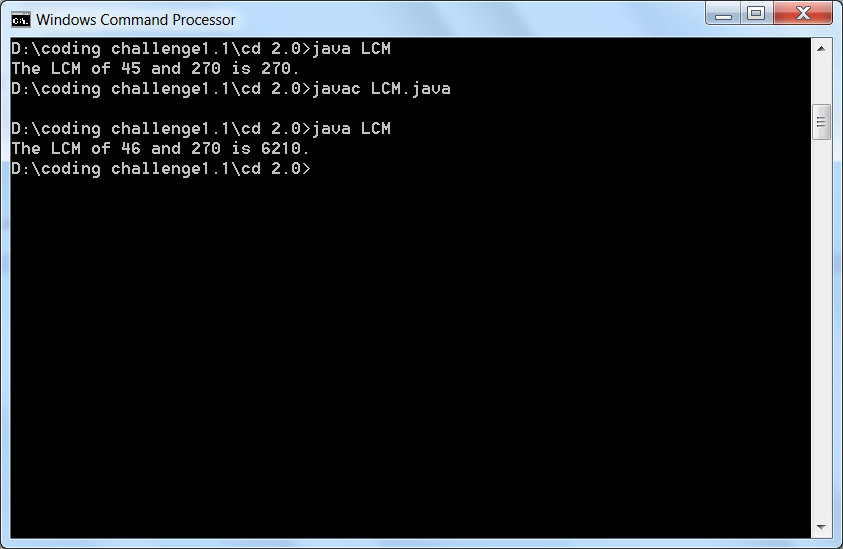 Windows Command Processor
D:\coding challenge1.1\cd 2.0>java LCM
The LCM of 45 and 270 is 270.
D:\coding challenge1.1\cd 2.0>javac LCM.java
D:\coding challenge1.1\cd 2.0>java LCM
The LCM of 46 and 270 is 6210.
D:\coding challenge1.1\cd 2.0>